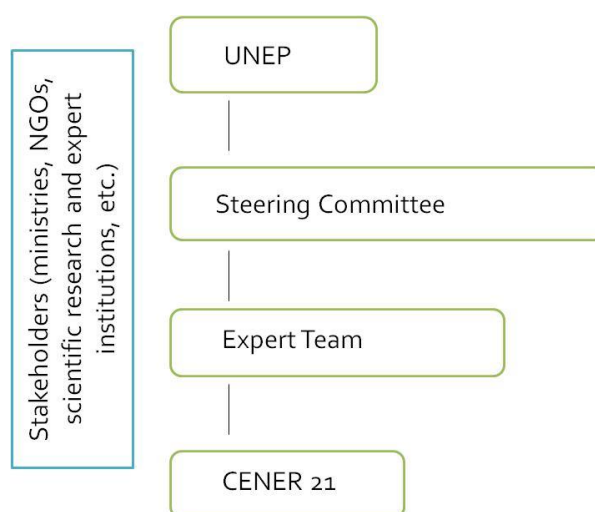 Stakeholders (ministries, NGOs,
scientific research and expert
institutions, etc.)
UNEP
Steering Committee
Expert Team
CENER 21